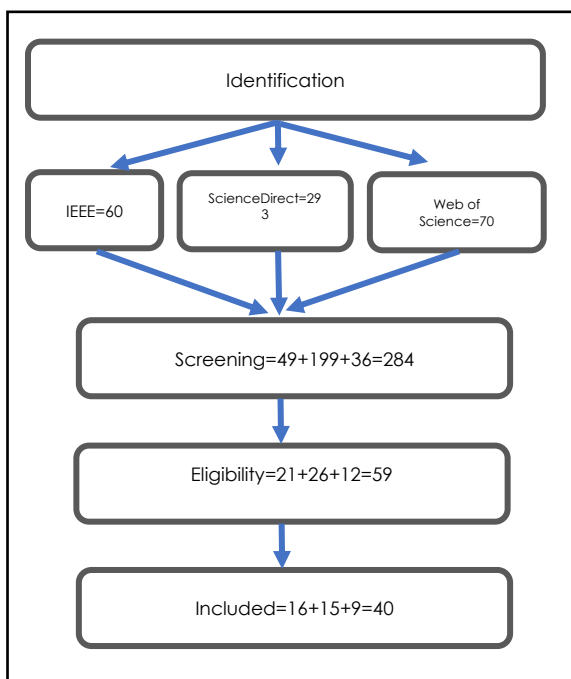 Identification
IEEE=60
ScienceDirect=29
3
Web of
Science=70
Screening=49+199+36=284
Eligibility=21+26+12=59
Included=16+15+9=40